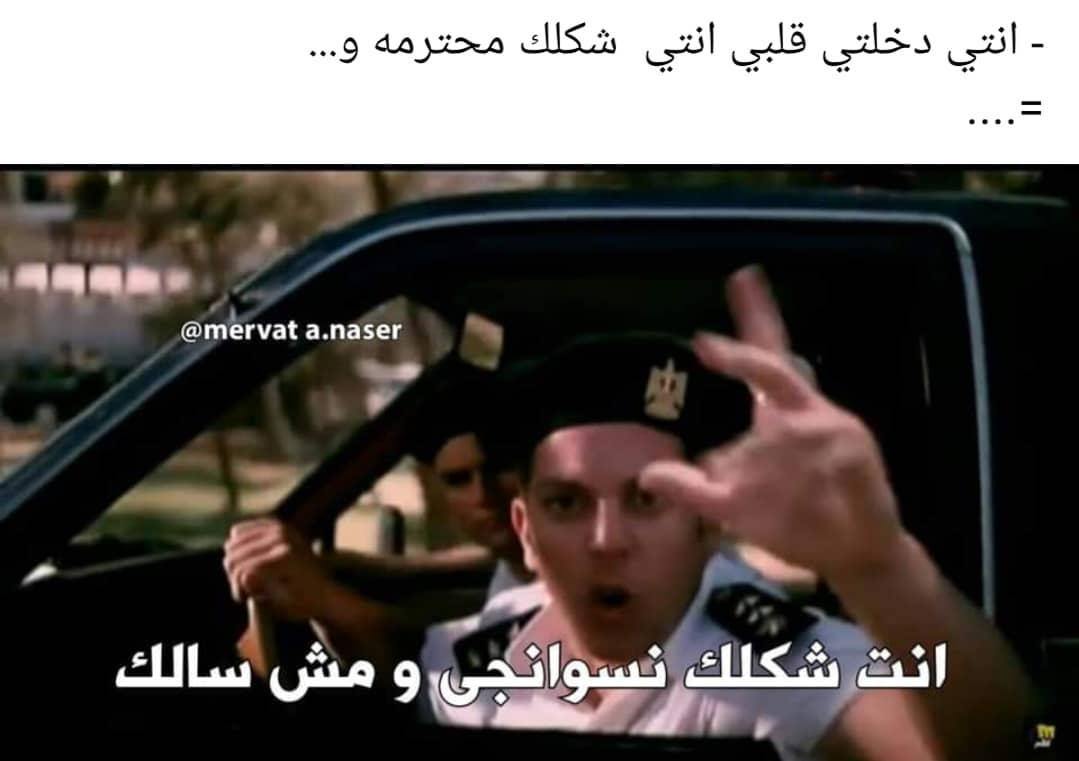 - انتي دخلتي قلبي انتي شكلك محترمه و...
=....
@mervat a.naser
انت شكلك نسوانجى و مش سالك